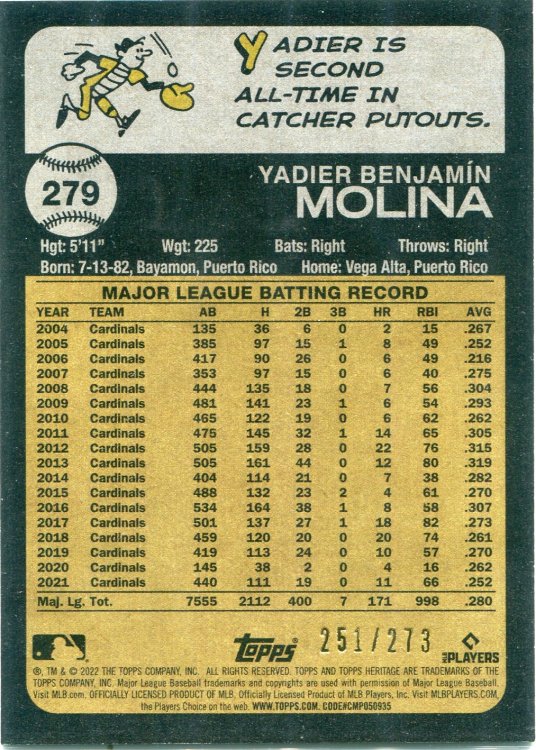 YADIER IS
SECOND
ALL-TIME IN
CATCHER PUTOUTS.
279
YADIER BENJAMÍN
MOLINA
Hgt: 5'11" Wgt: 225 Bats: Right Throws: Right
Born: 7-13-82, Bayamon, Puerto Rico Home: Vega Alta, Puerto Rico
MAJOR LEAGUE BATTING RECORD
YEAR TEAM AB H 2B 3B HR RBI AVG
2004 Cardinals 135 36 6 0 2 15 .267
2005 Cardinals 385 97 15 1 8 49 .252
2006 Cardinals 417 90 26 0 6 49 .216
2007 Cardinals 353 97 15 0 6 40 .275
2008 Cardinals 444 135 18 0 7 56 .304
2009 Cardinals 481 141 23 1 6 54 .293
2010 Cardinals 465 122 19 0 6 62 .262
2011 Cardinals 475 145 32 1 14 65 .305
2012 Cardinals 505 159 28 0 22 76 .315
2013 Cardinals 505 161 44 0 12 80 .319
2014 Cardinals 404 114 21 0 7 38 .282
2015 Cardinals 488 132 23 2 4 61 .270
2016 Cardinals 534 164 38 1 8 58 .307
2017 Cardinals 501 137 27 1 18 82 .273
2018 Cardinals 459 120 20 0 20 74 .261
2019 Cardinals 419 113 24 0 10 57 .270
2020 Cardinals 145 38 2 0 4 16 .262
2021 Cardinals 440 111 19 0 11 66 .252
Maj. Lg. Tot. 7555 2112 400 7 171 998 .280
TOPPS 251/273 MLB PLAYERS
®, TM & © 2022 THE TOPPS COMPANY, INC. ALL RIGHTS RESERVED. TOPPS AND TOPPS HERITAGE ARE TRADEMARKS OF
THE TOPPS COMPANY, INC. Major League Baseball trademarks and copyrights are used with permission of Major League Baseball.
Visit MLB.com. OFFICIALLY LICENSED PRODUCT OF MLB. Officially Licensed Product of MLB Players, Inc. Visit MLBPLAYERS.COM,
the Players Choice on the web. WWW.TOPPS.COM. CODE#CMP050935